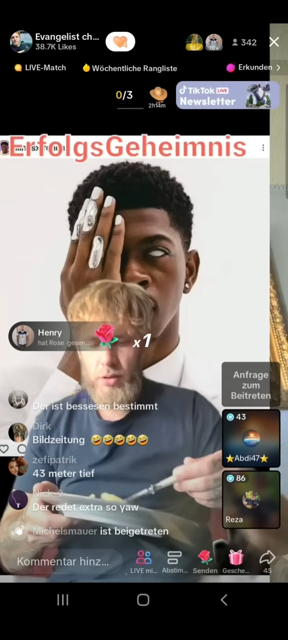 Evangelist ch...
38.7K Likes
342
LIVE-Match
Wöchentliche Rangliste
Erkunden >
0/3
2h14m
TikTok LIVE
Newsletter
ErfolgsGeheimnis
Henry
hat Rose
x1
Anfrage
zum
Beitreten
Der ist bessesen bestimmt
Dirk
Bildzeitung 🤣🤣🤣🤣🤣
zefipatrik
43 meter tief
Der redet extra so yaw
Michelsmauer ist beigetreten
43
⭐Abdi47⭐
86
Reza
Kommentar hinz...
LIVE mi...
Abstim...
Senden
Gesche...
45